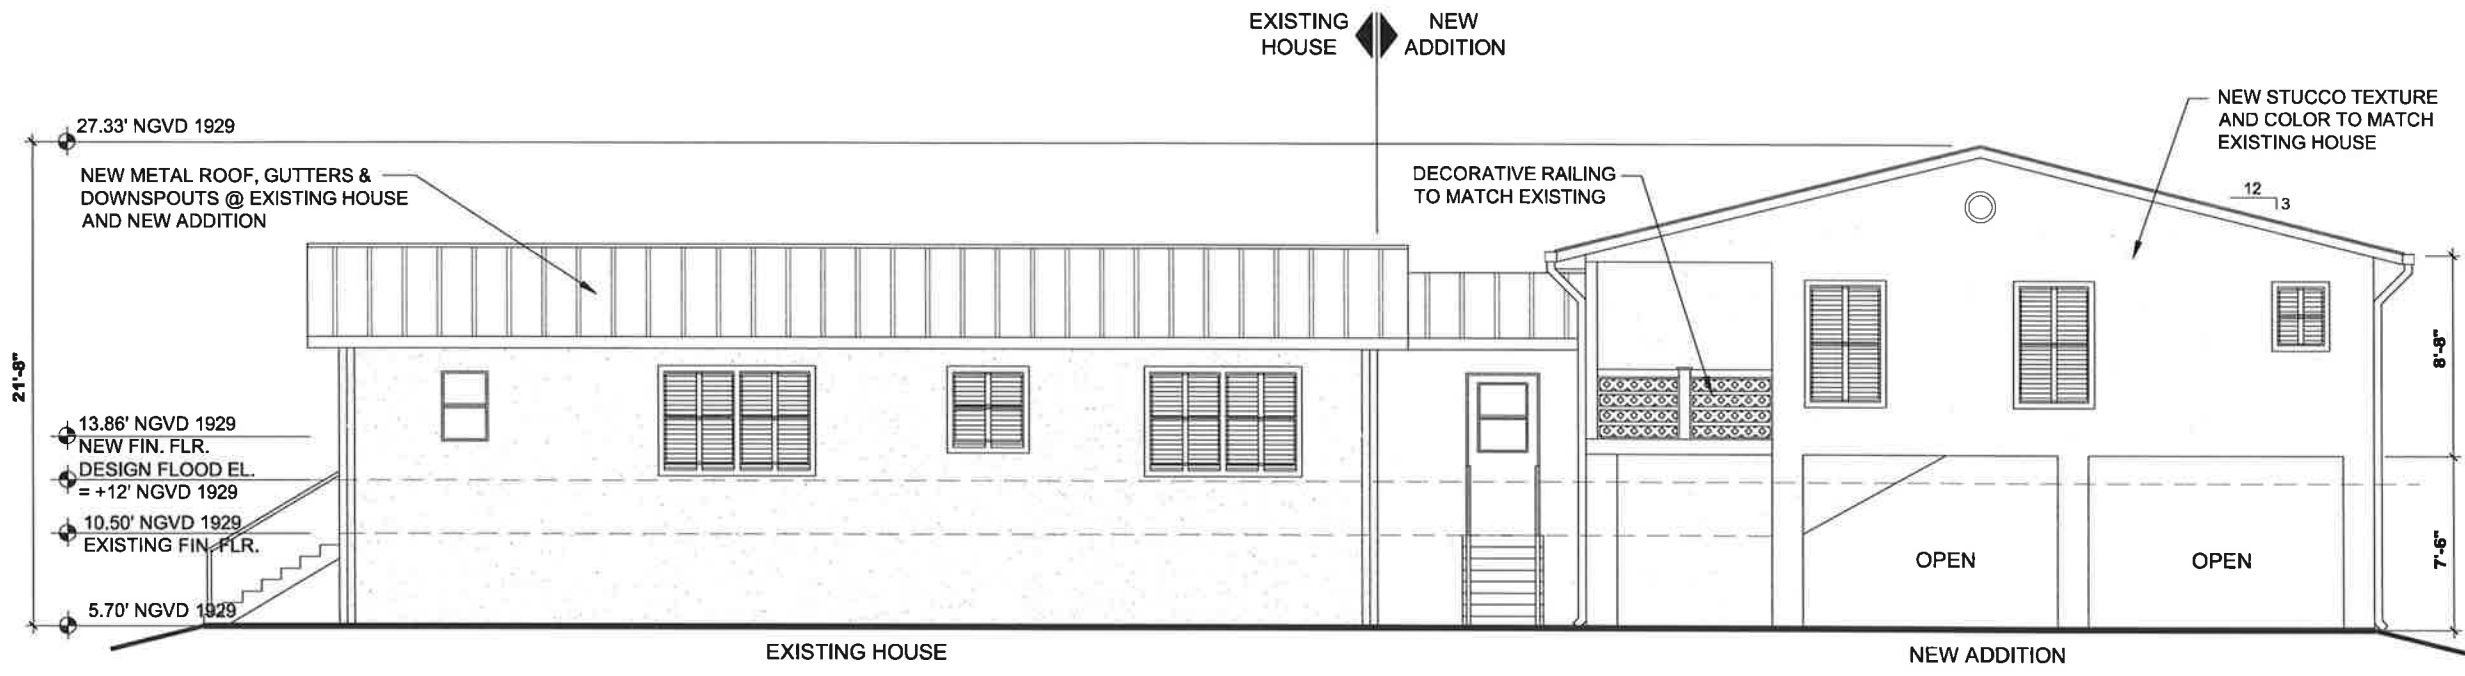 EXISTING HOUSE
NEW ADDITION
27.33' NGVD 1929
NEW METAL ROOF, GUTTERS &
DOWNSPOUTS @ EXISTING HOUSE
AND NEW ADDITION
DECORATIVE RAILING
TO MATCH EXISTING
NEW STUCCO TEXTURE
AND COLOR TO MATCH
EXISTING HOUSE
12
3
21'-8"
13.86' NGVD 1929
NEW FIN. FLR.
DESIGN FLOOD EL.
= +12' NGVD 1929
10.50' NGVD 1929
EXISTING FIN. FLR.
5.70' NGVD 1929
8'-8"
7'-6"
OPEN
OPEN
EXISTING HOUSE
NEW ADDITION